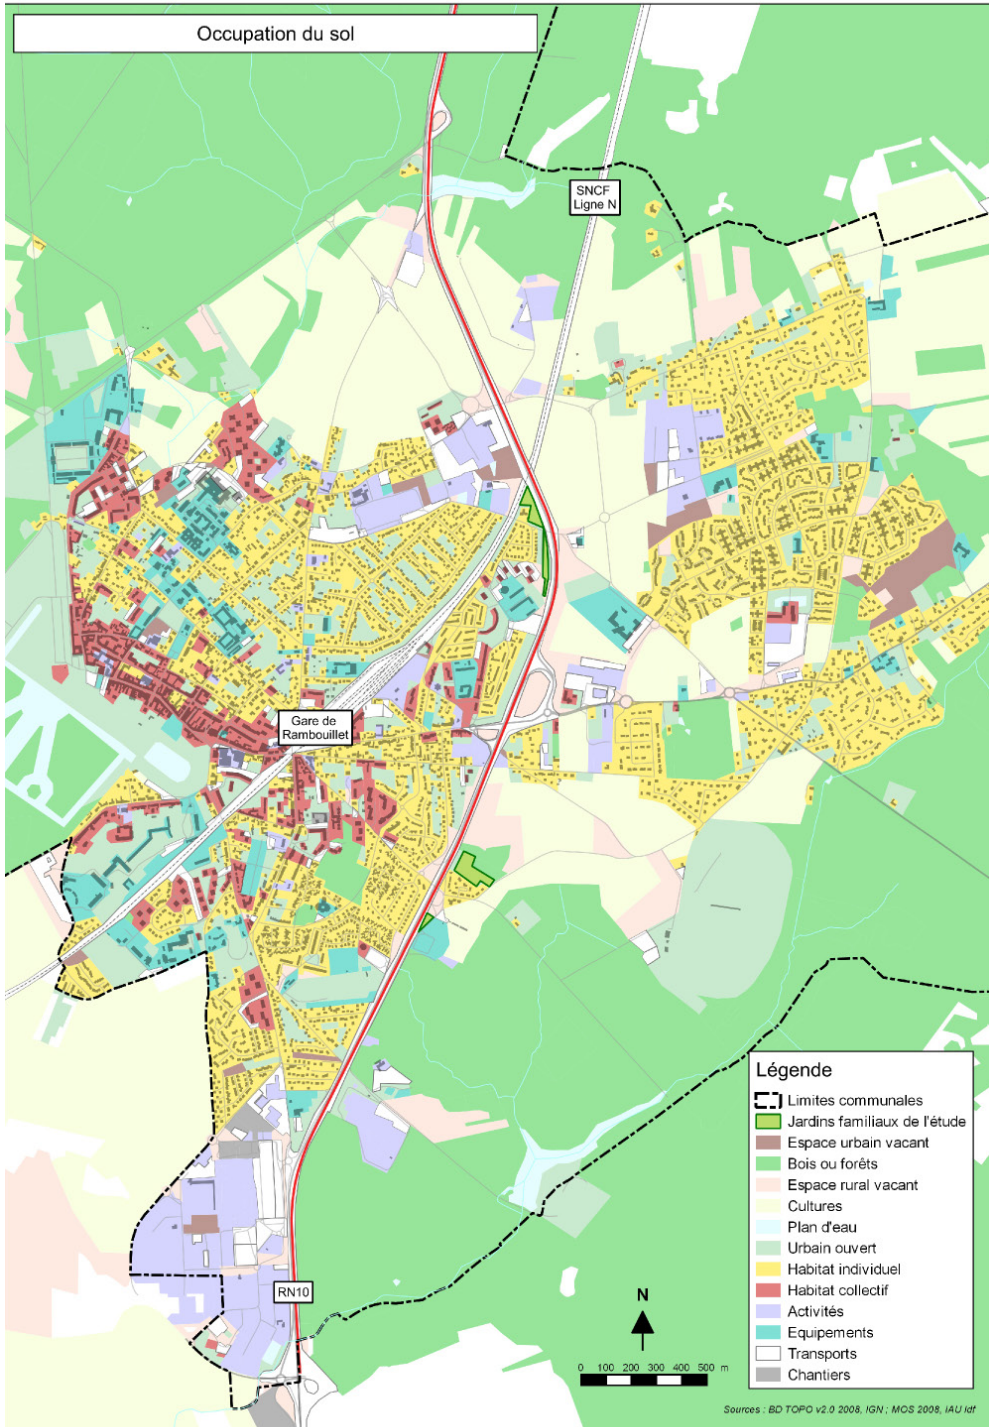 Occupation du sol
SNCF
Ligne N
Gare de
Rambouillet
RN10
N
0 100 200 300 400 500 m
Légende
Limites communales
Jardins familiaux de l'étude
Espace urbain vacant
Bois ou forêts
Espace rural vacant
Cultures
Plan d'eau
Urbain ouvert
Habitat individuel
Habitat collectif
Activités
Equipements
Transports
Chantiers
Sources : BD TOPO v2.0 2008, IGN ; MOS 2008, IAU idf